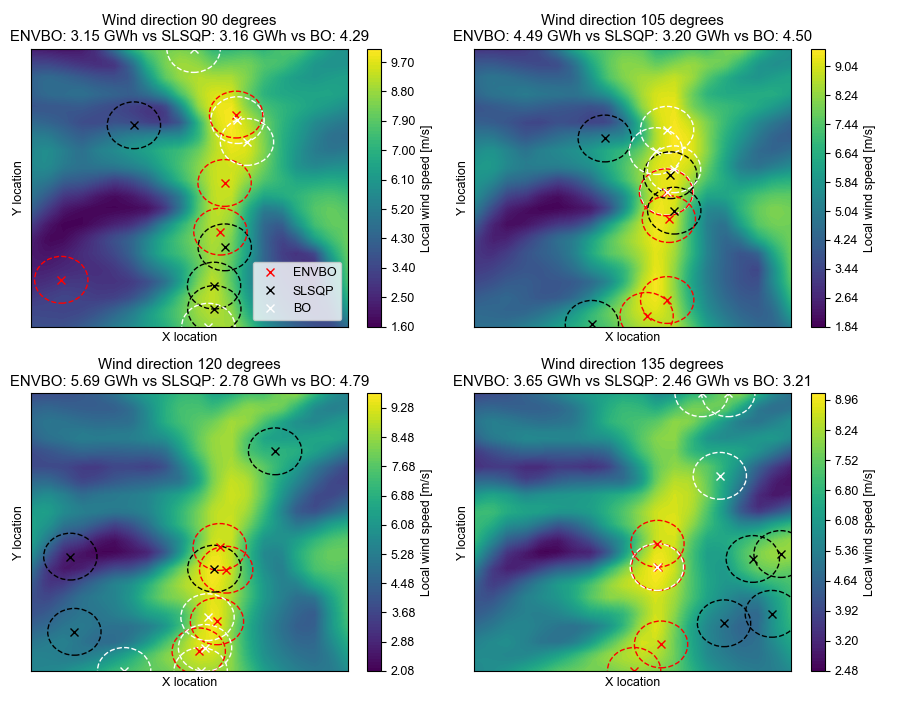 Wind direction 90 degrees
ENVBO: 3.15 GWh vs SLSQP: 3.16 GWh vs BO: 4.29
Y location
X location
ENVBO
SLSQP
BO
9.70
8.80
7.90
7.00
6.10
5.20
4.30
3.40
2.50
1.60
Local wind speed [m/s]
Wind direction 105 degrees
ENVBO: 4.49 GWh vs SLSQP: 3.20 GWh vs BO: 4.50
Y location
X location
9.04
8.24
7.44
6.64
5.84
5.04
4.24
3.44
2.64
1.84
Local wind speed [m/s]
Wind direction 120 degrees
ENVBO: 5.69 GWh vs SLSQP: 2.78 GWh vs BO: 4.79
Y location
X location
9.28
8.48
7.68
6.88
6.08
5.28
4.48
3.68
2.88
2.08
Local wind speed [m/s]
Wind direction 135 degrees
ENVBO: 3.65 GWh vs SLSQP: 2.46 GWh vs BO: 3.21
Y location
X location
8.96
8.24
7.52
6.80
6.08
5.36
4.64
3.92
3.20
2.48
Local wind speed [m/s]